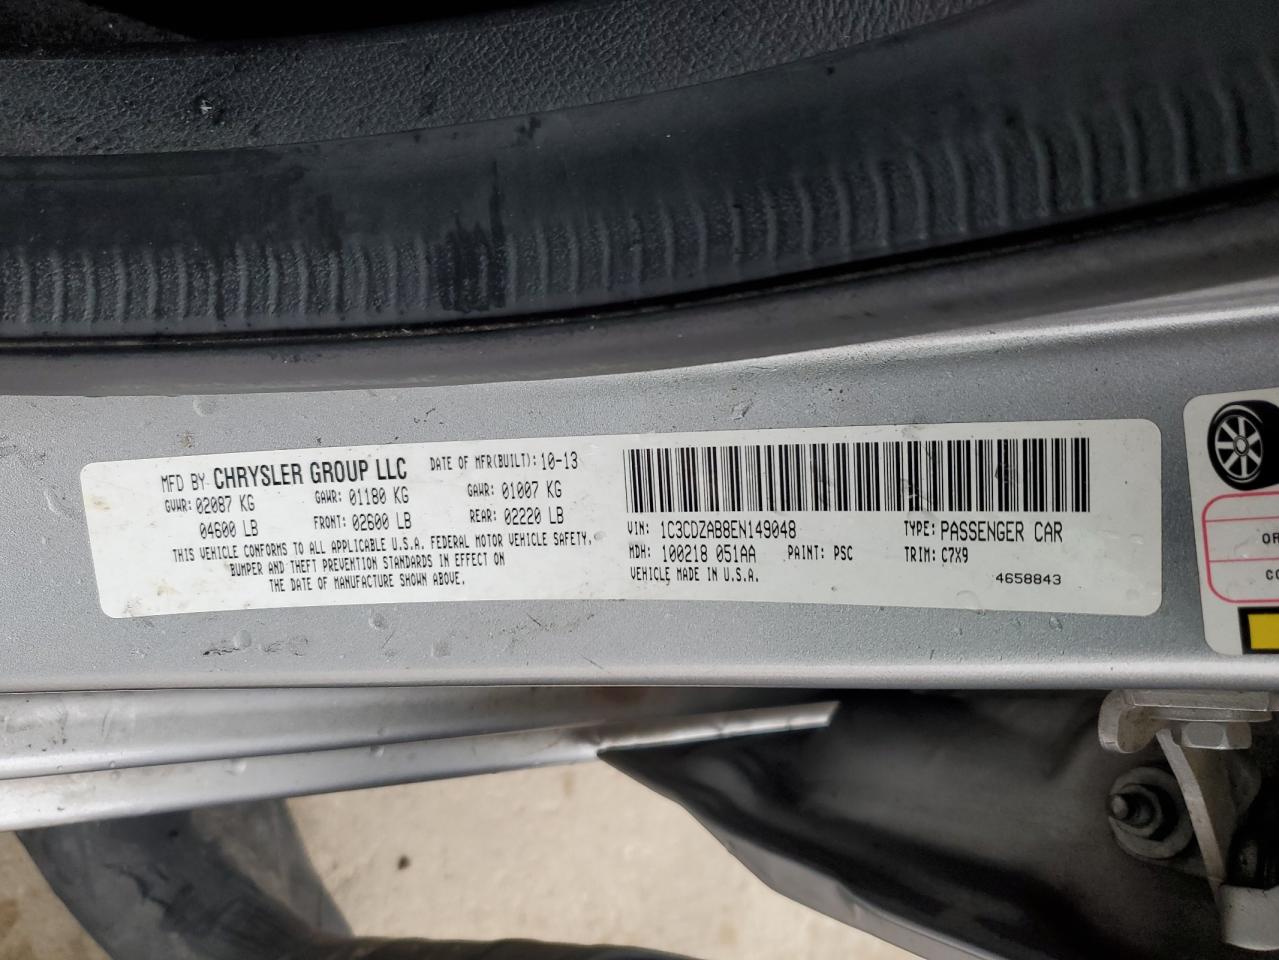 MFD BY CHRYSLER GROUP LLC DATE OF MFR(BUILT): 10-13
GVWR: 02087 KG GAWR: 01180 KG GAWR: 01007 KG
04600 LB FRONT: 02600 LB REAR: 02220 LB
THIS VEHICLE CONFORMS TO ALL APPLICABLE U.S.A. FEDERAL MOTOR VEHICLE SAFETY,
BUMPER AND THEFT PREVENTION STANDARDS IN EFFECT ON
THE DATE OF MANUFACTURE SHOWN ABOVE.
VIN: 1C3CDZAB8EN149048 TYPE: PASSENGER CAR
MDH: 100218 051AA PAINT: PSC TRIM: C7X9
VEHICLE MADE IN U.S.A. 4658843